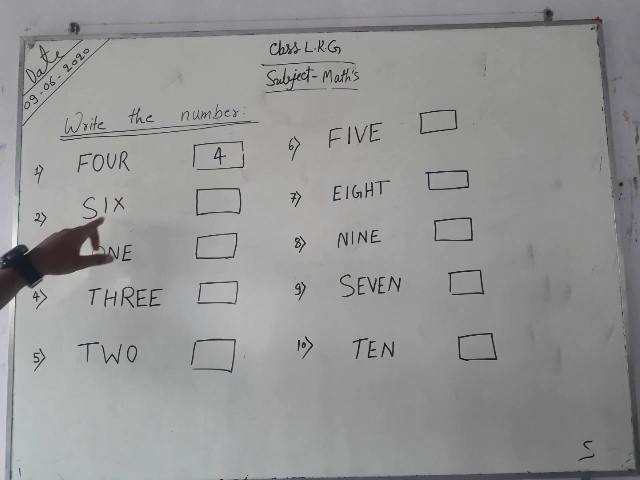 Date
09.06.2020
Class L.K.G
Subject - Math's
Write the number:
1) FOUR 4
2) SIX
ONE
4) THREE
5) TWO
6) FIVE
7) EIGHT
8) NINE
9) SEVEN
10) TEN
S